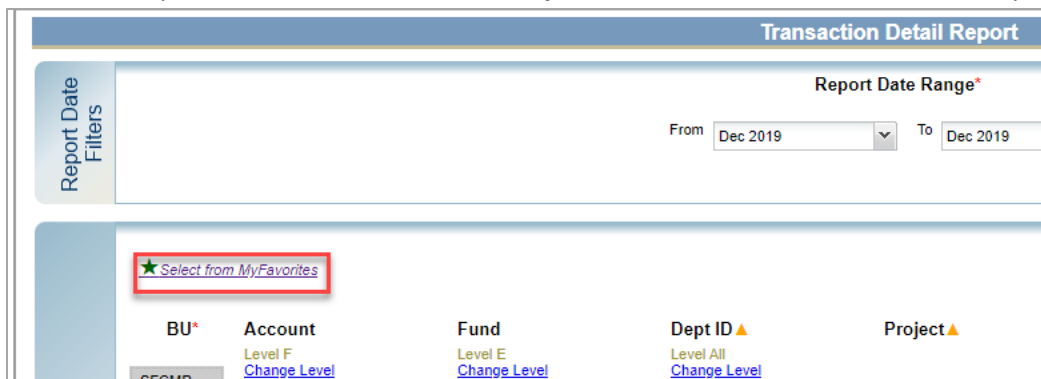 Transaction Detail Report
Report Date
Filters
Report Date Range*
From Dec 2019 To Dec 2019
★Select from MyFavorites
BU* Account Fund Dept ID▲ Project▲
Level F Level E Level All
Change Level Change Level Change Level